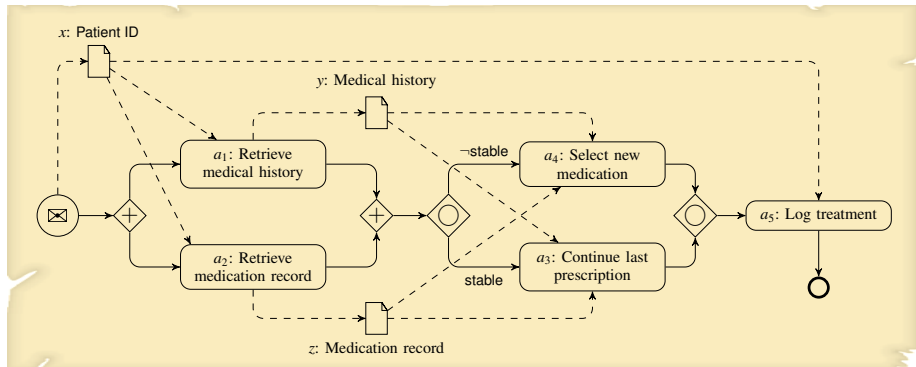 x: Patient ID
y: Medical history
a1: Retrieve
medical history
¬stable
a4: Select new
medication
a5: Log treatment
a2: Retrieve
medication record
a3: Continue last
prescription
stable
z: Medication record